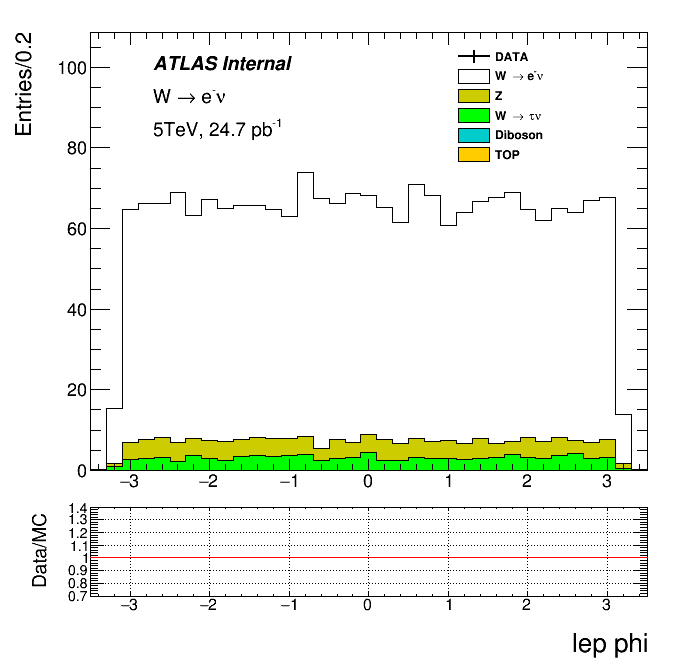 Entries/0.2
100
80
60
40
20
0
ATLAS Internal
W → e⁻ν
5TeV, 24.7 pb⁻¹
DATA
W → e⁻ν
Z
W → τν
Diboson
TOP
−3 −2 −1 0 1 2 3
Data/MC
1.4
1.3
1.2
1.1
1
0.9
0.8
0.7
−3 −2 −1 0 1 2 3
lep phi